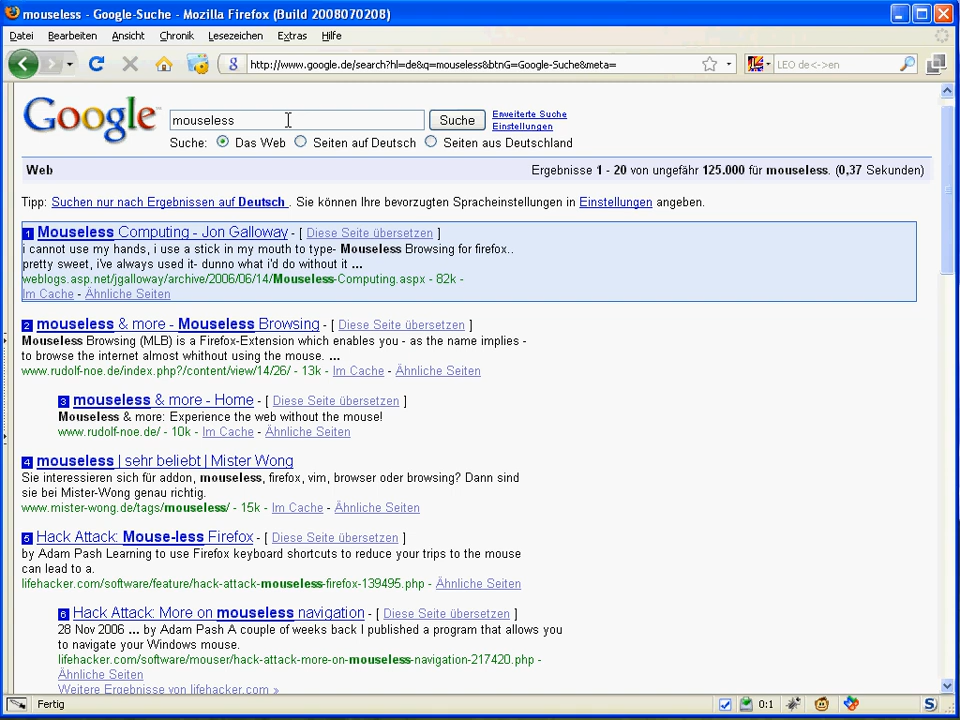 mouseless - Google-Suche - Mozilla Firefox (Build 2008070208)
Datei Bearbeiten Ansicht Chronik Lesezeichen Extras Hilfe
http://www.google.de/search?hl=de&q=mouseless&btnG=Google-Suche&meta= LEO de<->en
Google™ mouseless Suche Erweiterte Suche
Einstellungen
Suche: Das Web Seiten auf Deutsch Seiten aus Deutschland
Web Ergebnisse 1 - 20 von ungefähr 125.000 für mouseless. (0,37 Sekunden)
Tipp: Suchen nur nach Ergebnissen auf Deutsch . Sie können Ihre bevorzugten Spracheinstellungen in Einstellungen angeben.
1 Mouseless Computing - Jon Galloway - [ Diese Seite übersetzen ]
i cannot use my hands, i use a stick in my mouth to type- Mouseless Browsing for firefox..
pretty sweet, i've always used it- dunno what i'd do without it ...
weblogs.asp.net/jgalloway/archive/2006/06/14/Mouseless-Computing.aspx - 82k -
Im Cache - Ähnliche Seiten
2 mouseless & more - Mouseless Browsing - [ Diese Seite übersetzen ]
Mouseless Browsing (MLB) is a Firefox-Extension which enables you - as the name implies -
to browse the internet almost whithout using the mouse. ...
www.rudolf-noe.de/index.php?/content/view/14/26/ - 13k - Im Cache - Ähnliche Seiten
3 mouseless & more - Home - [ Diese Seite übersetzen ]
Mouseless & more: Experience the web without the mouse!
www.rudolf-noe.de/ - 10k - Im Cache - Ähnliche Seiten
4 mouseless | sehr beliebt | Mister Wong
Sie interessieren sich für addon, mouseless, firefox, vim, browser oder browsing? Dann sind
sie bei Mister-Wong genau richtig.
www.mister-wong.de/tags/mouseless/ - 15k - Im Cache - Ähnliche Seiten
5 Hack Attack: Mouse-less Firefox - [ Diese Seite übersetzen ]
by Adam Pash Learning to use Firefox keyboard shortcuts to reduce your trips to the mouse
can lead to a.
lifehacker.com/software/feature/hack-attack-mouseless-firefox-139495.php - Ähnliche Seiten
6 Hack Attack: More on mouseless navigation - [ Diese Seite übersetzen ]
28 Nov 2006 ... by Adam Pash A couple of weeks back I published a program that allows you
to navigate your Windows mouse.
lifehacker.com/software/mouser/hack-attack-more-on-mouseless-navigation-217420.php -
Ähnliche Seiten
Weitere Ergebnisse von lifehacker.com »
Fertig 0:1